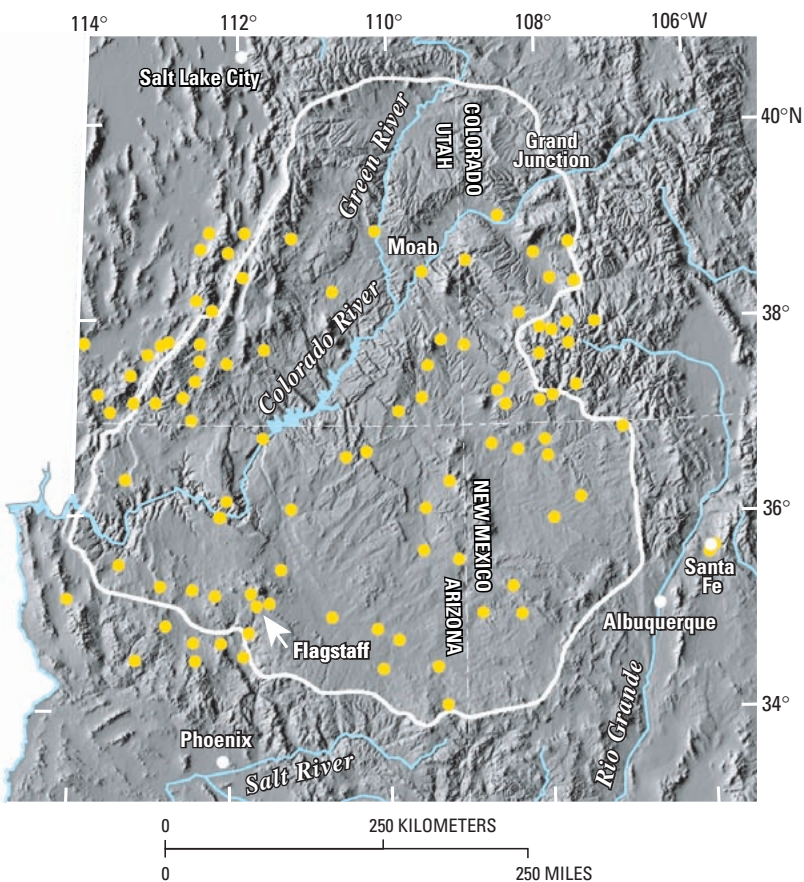 114°
112°
110°
108°
106°W
Salt Lake City
40°N
Green River
COLORADO
UTAH
Grand
Junction
Moab
38°
Colorado River
36°
NEW MEXICO
ARIZONA
Santa
Fe
Albuquerque
Flagstaff
34°
Phoenix
Salt River
Rio Grande
0
250 KILOMETERS
0
250 MILES